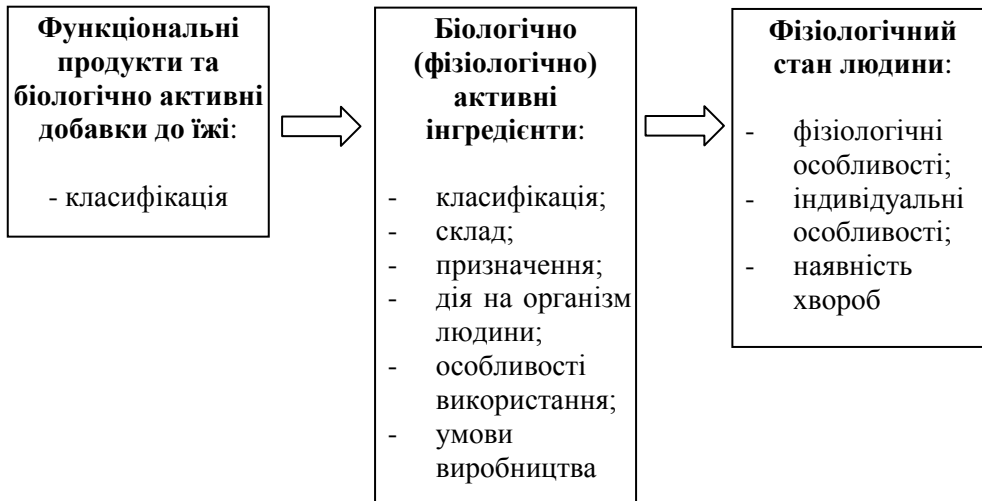 Функціональні
продукти та
біологічно активні
добавки до їжі:
- класифікація
Біологічно
(фізіологічно)
активні
інгредієнти:
- класифікація;
- склад;
- призначення;
- дія на організм
людини;
- особливості
використання;
- умови
виробництва
Фізіологічний
стан людини:
- фізіологічні
особливості;
- індивідуальні
особливості;
- наявність
хвороб